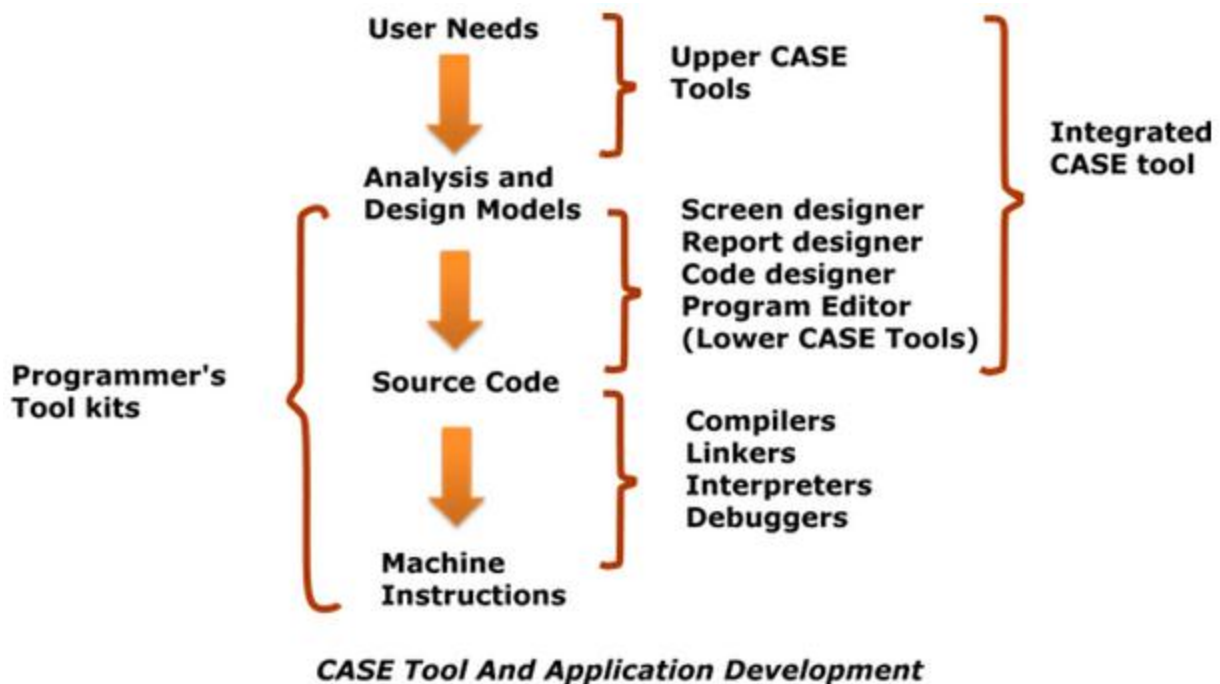 User Needs
Upper CASE
Tools
Integrated
CASE tool
Analysis and
Design Models
Screen designer
Report designer
Code designer
Program Editor
(Lower CASE Tools)
Programmer's
Tool kits
Source Code
Compilers
Linkers
Interpreters
Debuggers
Machine
Instructions
CASE Tool And Application Development